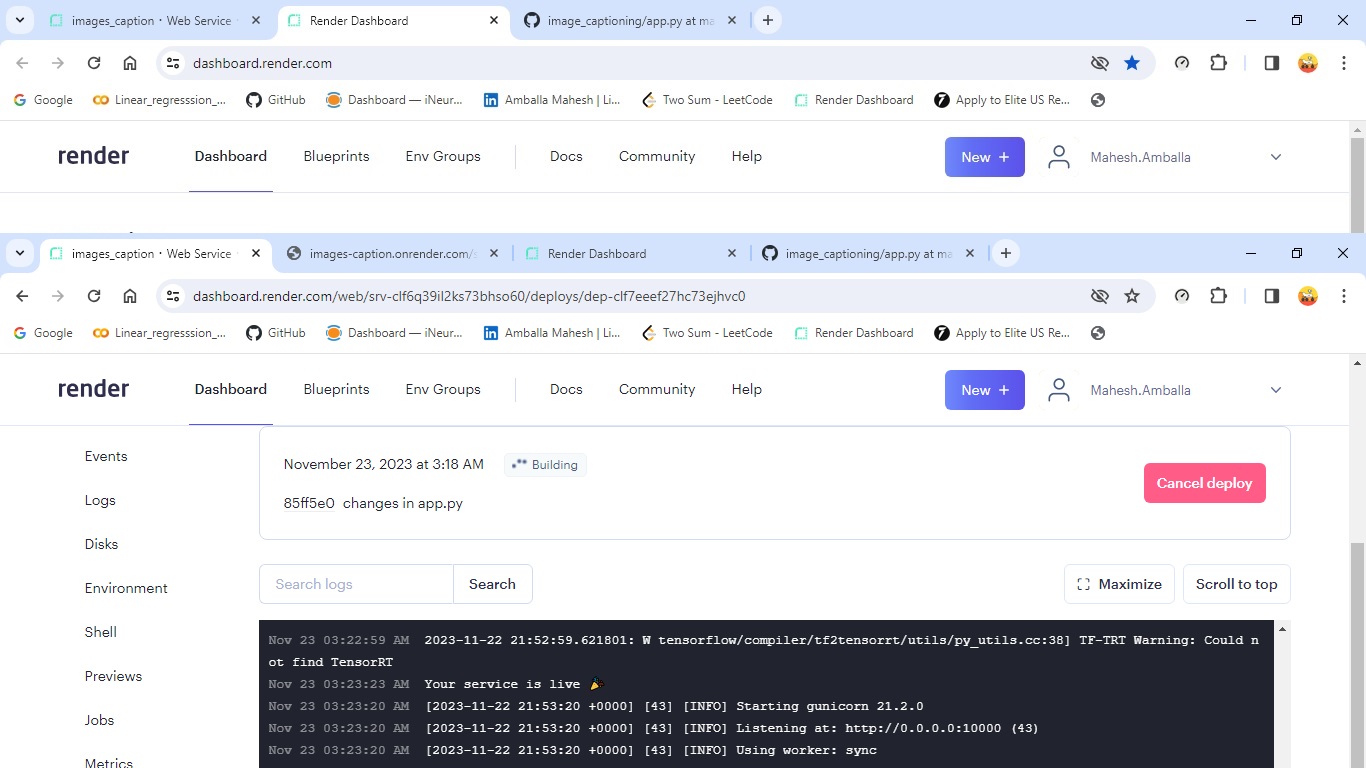 images_caption · Web Service
Render Dashboard
image_captioning/app.py at ma
dashboard.render.com
Google
Linear_regresssion_...
GitHub
Dashboard — iNeur...
Amballa Mahesh | Li...
Two Sum - LeetCode
Render Dashboard
Apply to Elite US Re...
render
Dashboard
Blueprints
Env Groups
Docs
Community
Help
New +
Mahesh.Amballa
images_caption · Web Service
images-caption.onrender.com/
Render Dashboard
image_captioning/app.py at ma
dashboard.render.com/web/srv-clf6q39il2ks73bhso60/deploys/dep-clf7eeef27hc73ejhvc0
Google
Linear_regresssion_...
GitHub
Dashboard — iNeur...
Amballa Mahesh | Li...
Two Sum - LeetCode
Render Dashboard
Apply to Elite US Re...
render
Dashboard
Blueprints
Env Groups
Docs
Community
Help
New +
Mahesh.Amballa
Events
Logs
Disks
Environment
Shell
Previews
Jobs
Metrics
November 23, 2023 at 3:18 AM
Building
85ff5e0 changes in app.py
Cancel deploy
Search logs
Search
Maximize
Scroll to top
Nov 23 03:22:59 AM 2023-11-22 21:52:59.621801: W tensorflow/compiler/tf2tensorrt/utils/py_utils.cc:38] TF-TRT Warning: Could n
ot find TensorRT
Nov 23 03:23:23 AM Your service is live 🎉
Nov 23 03:23:20 AM [2023-11-22 21:53:20 +0000] [43] [INFO] Starting gunicorn 21.2.0
Nov 23 03:23:20 AM [2023-11-22 21:53:20 +0000] [43] [INFO] Listening at: http://0.0.0.0:10000 (43)
Nov 23 03:23:20 AM [2023-11-22 21:53:20 +0000] [43] [INFO] Using worker: sync